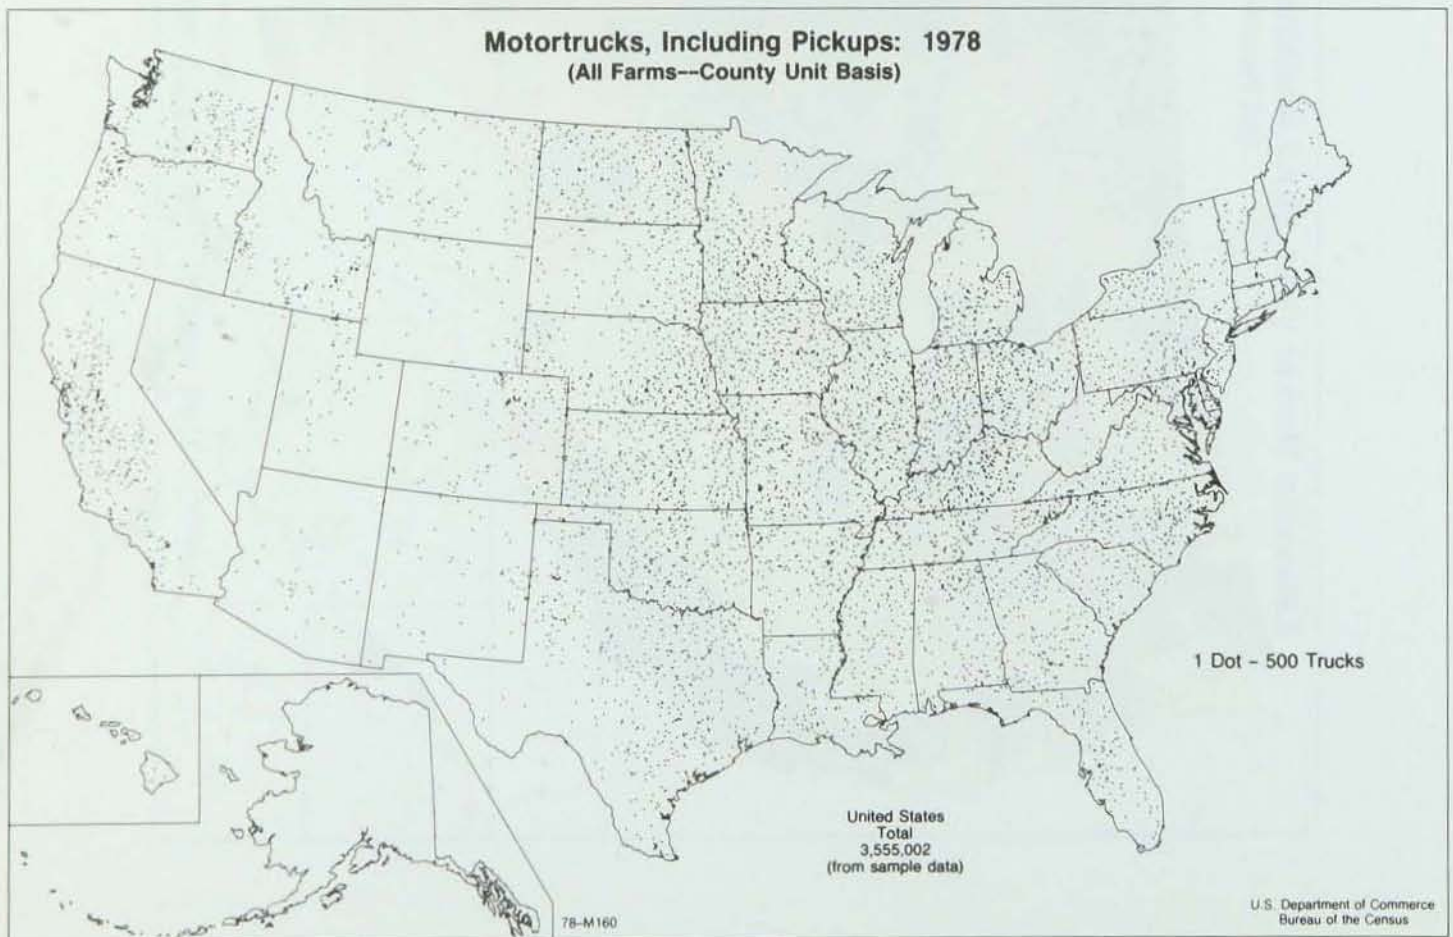 Motortrucks, Including Pickups: 1978
(All Farms--County Unit Basis)
1 Dot - 500 Trucks
United States
Total
3,555,002
(from sample data)
78-M160
U.S. Department of Commerce
Bureau of the Census